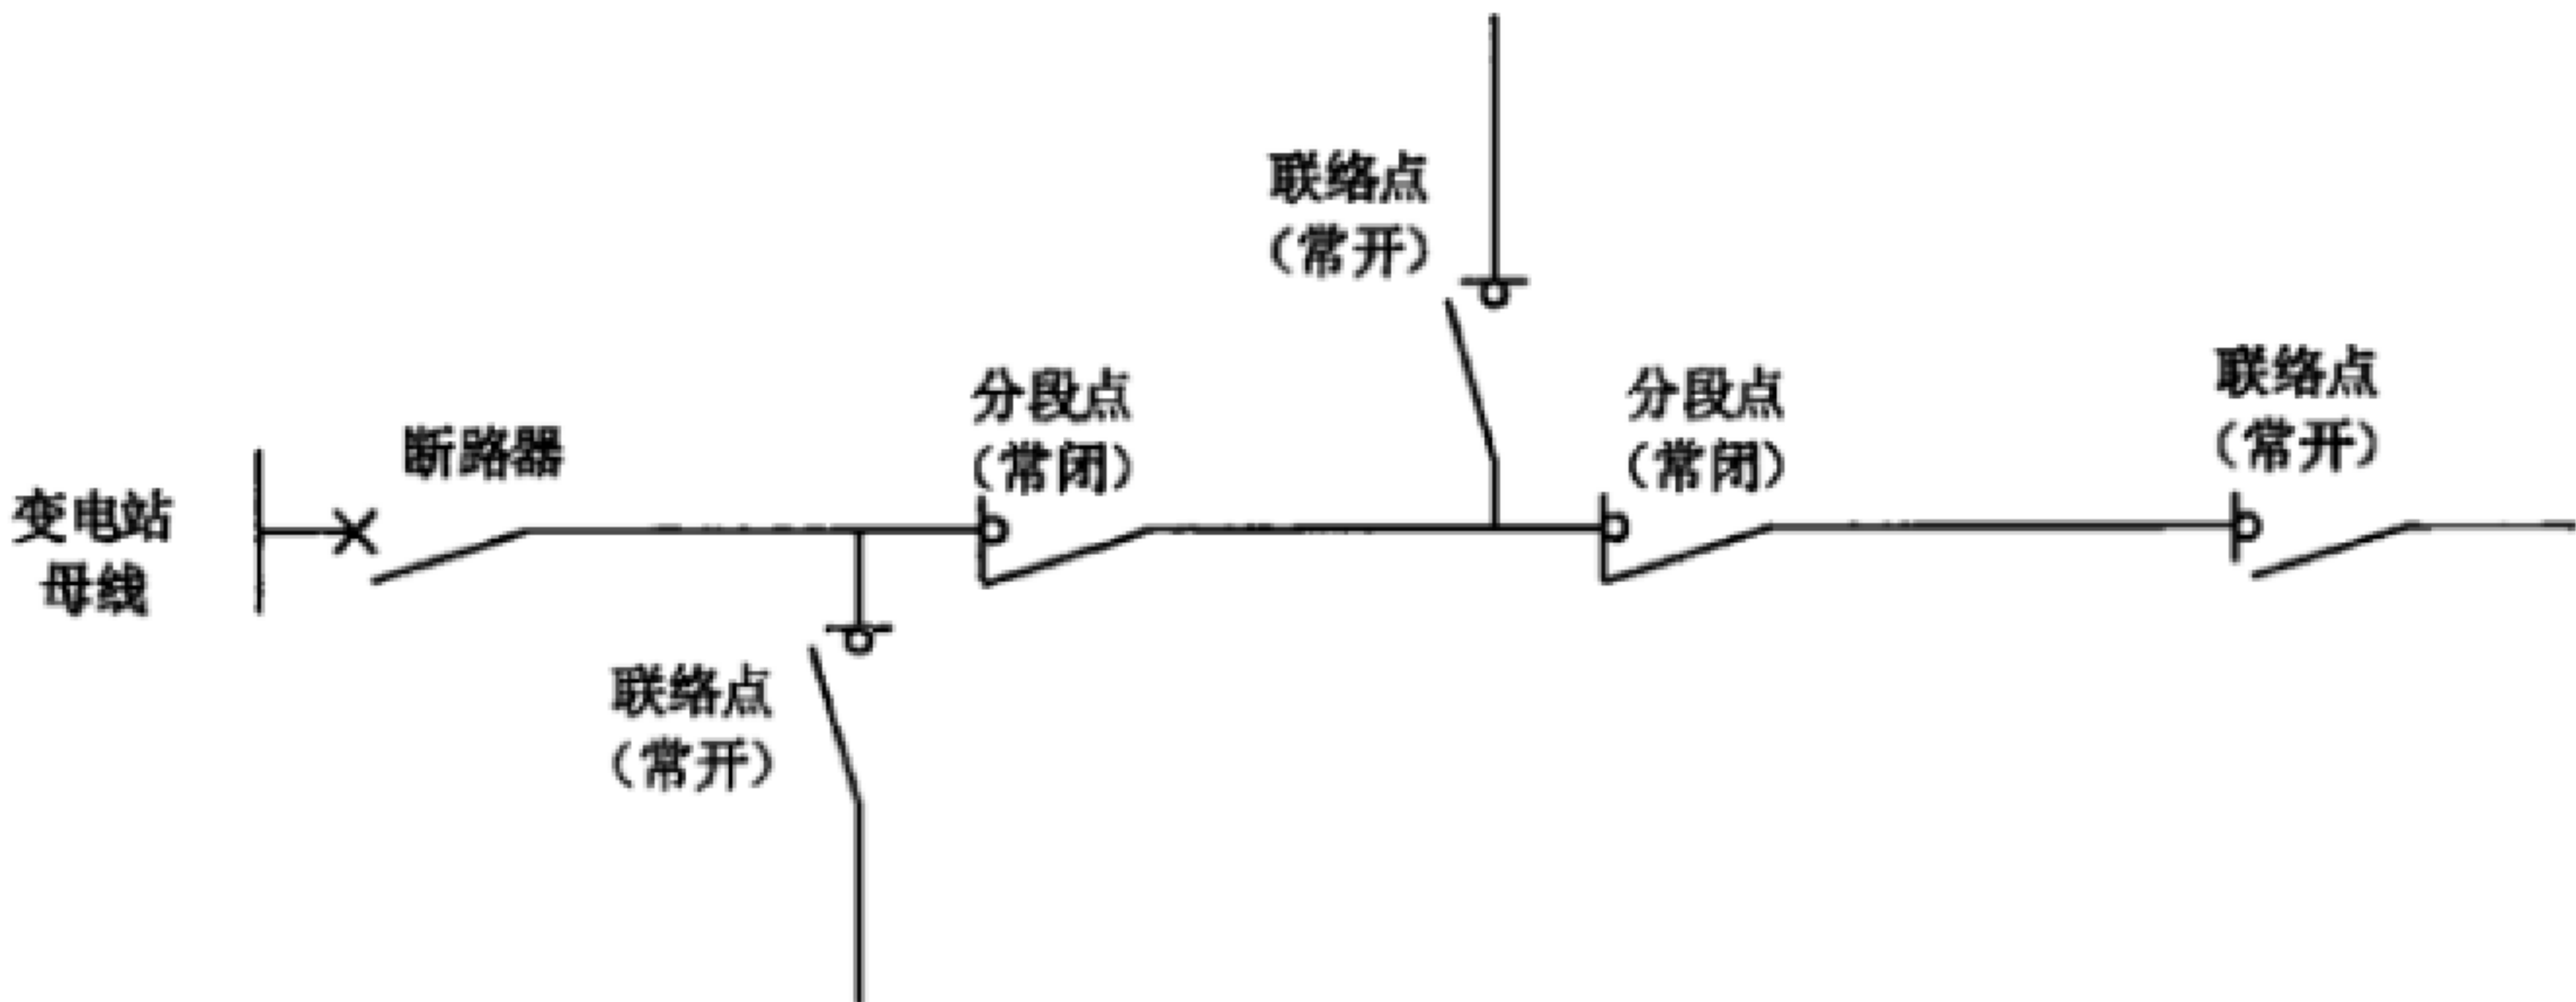 联络点
（常开）
分段点
（常闭）
分段点
（常闭）
联络点
（常开）
断路器
变电站
母线
联络点
（常开）